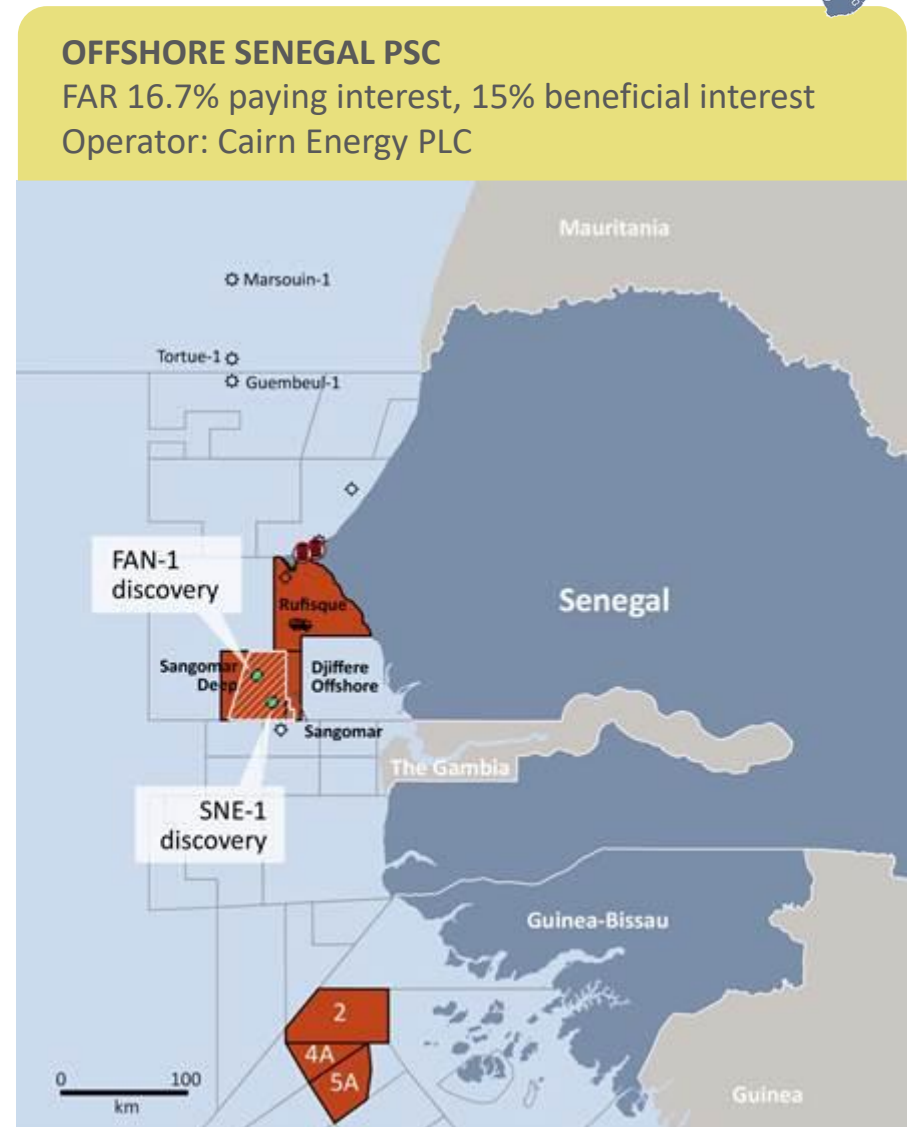 OFFSHORE SENEGAL PSC
FAR 16.7% paying interest, 15% beneficial interest
Operator: Cairn Energy PLC
Mauritania
Marsouin-1
Tortue-1
Guembeul-1
FAN-1
discovery
Senegal
Rufisque
Sangomar
Deep
Djiffere
Offshore
Sangomar
The Gambia
SNE-1
discovery
Guinea-Bissau
2
4A
5A
0 100
km
Guinea